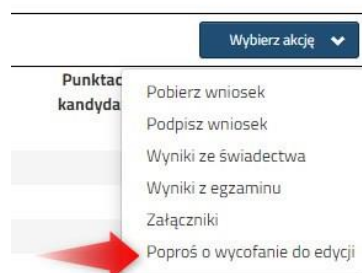 Wybierz akcję
Punktac
kandyda
Pobierz wniosek
Podpisz wniosek
Wyniki ze świadectwa
Wyniki z egzaminu
Załączniki
Poproś o wycofanie do edycji